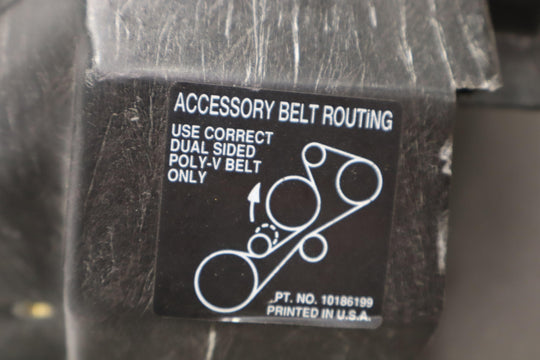 ACCESSORY BELT ROUTiNG
USE CORRECT
DUAL SIDED
POLY-V BELT
ONLY
PT. NO. 10186199
PRINTED IN U.S.A.